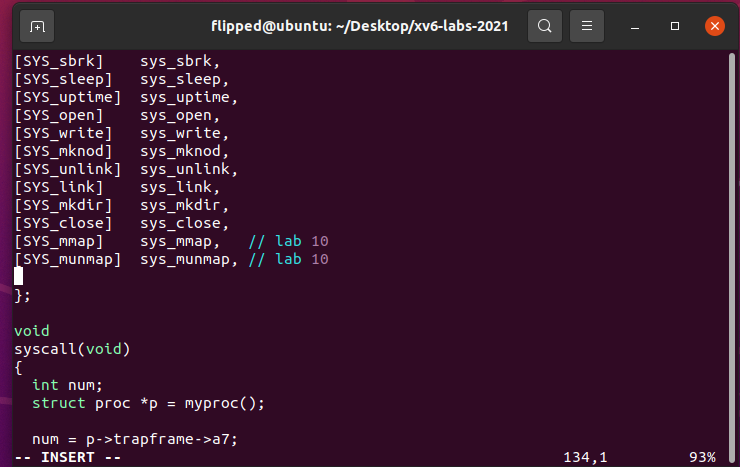 flipped@ubuntu: ~/Desktop/xv6-labs-2021
[SYS_sbrk]    sys_sbrk,
[SYS_sleep]   sys_sleep,
[SYS_uptime]  sys_uptime,
[SYS_open]    sys_open,
[SYS_write]   sys_write,
[SYS_mknod]   sys_mknod,
[SYS_unlink]  sys_unlink,
[SYS_link]    sys_link,
[SYS_mkdir]   sys_mkdir,
[SYS_close]   sys_close,
[SYS_mmap]    sys_mmap,   // lab 10
[SYS_munmap]  sys_munmap, // lab 10
};
void
syscall(void)
{
  int num;
  struct proc *p = myproc();
  num = p->trapframe->a7;
-- INSERT -- 134,1 93%